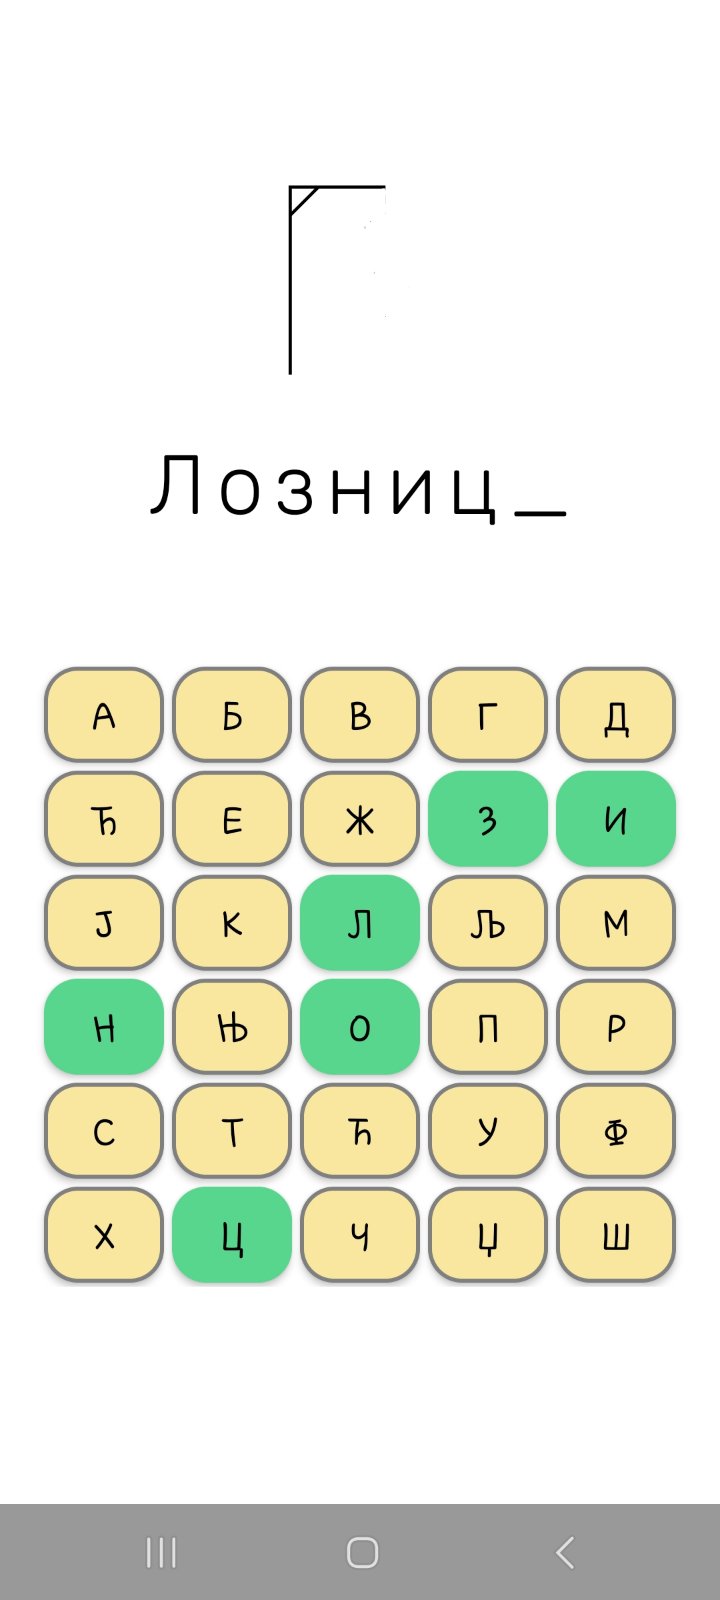 Лозниц_
А Б В Г Д
Ђ Е Ж З И
Ј К Л Љ М
Н Њ О П Р
С Т Ћ У Ф
Х Ц Ч Џ Ш